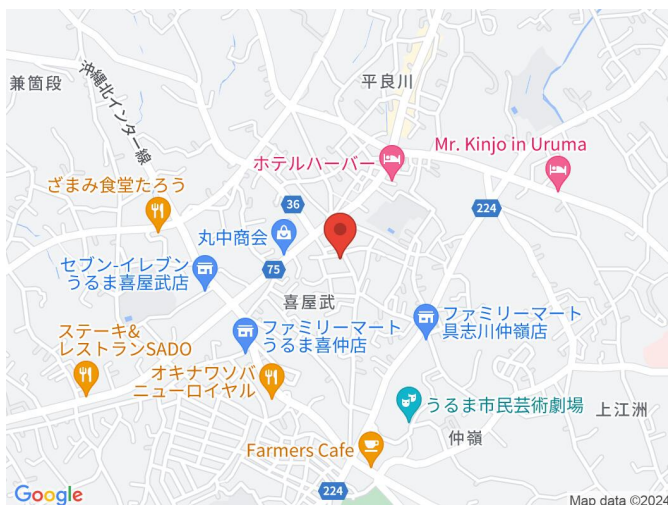 平良川
兼箇段
沖縄北インター線
Mr. Kinjo in Uruma
ホテルハーバー
ざまみ食堂たろう
36
224
丸中商会
セブン-イレブン
うるま喜屋武店
75
喜屋武
ファミリーマート
具志川仲嶺店
ファミリーマート
うるま喜仲店
ステーキ&
レストランSADO
オキナワソバ
ニューロイヤル
うるま市民芸術劇場
上江洲
仲嶺
Farmers Cafe
224
Google
Map data ©2024